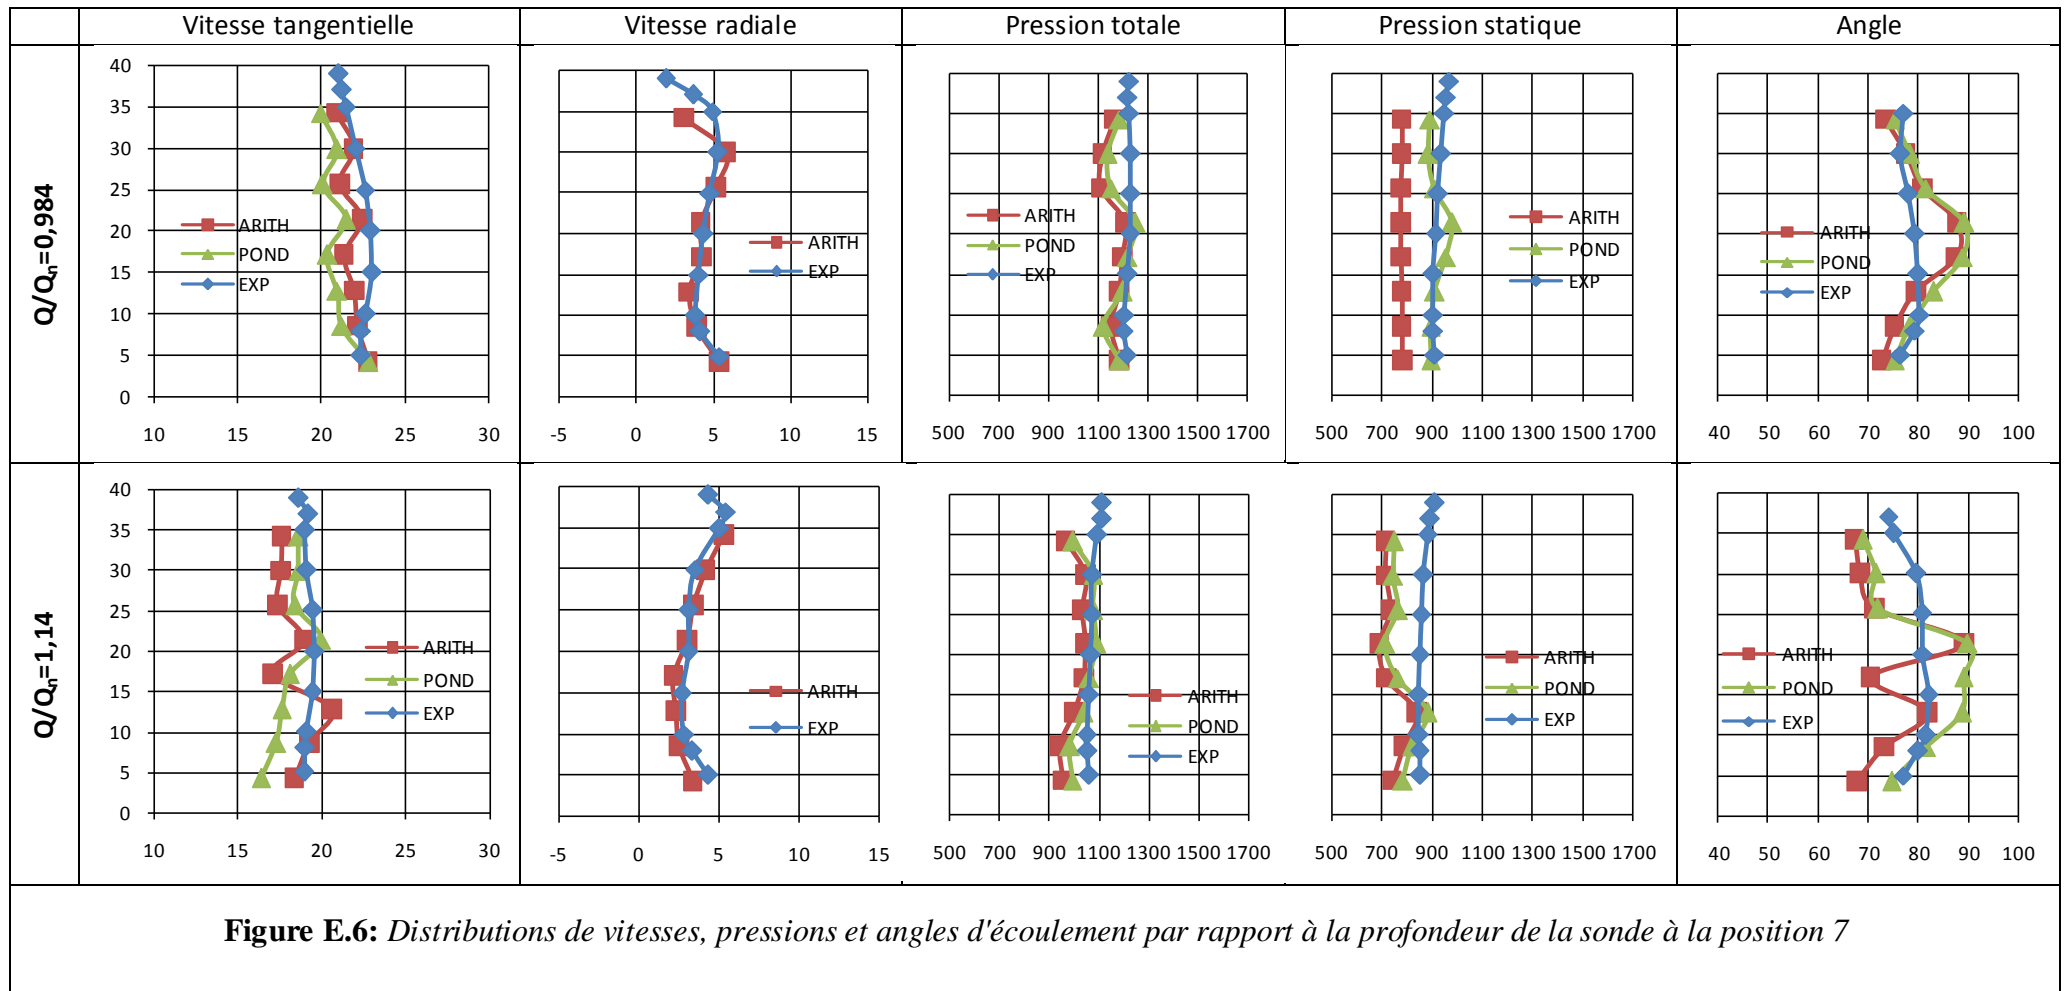 Vitesse tangentielle Vitesse radiale Pression totale Pression statique Angle
Q/Qn=0,984
40
35
30
25
20
15
10
5
0
10 15 20 25 30
ARITH
POND
EXP
-5 0 5 10 15
ARITH
EXP
500 700 900 1100 1300 1500 1700
ARITH
POND
EXP
500 700 900 1100 1300 1500 1700
ARITH
POND
EXP
40 50 60 70 80 90 100
ARITH
POND
EXP
Q/Qn=1,14
40
35
30
25
20
15
10
5
0
10 15 20 25 30
ARITH
POND
EXP
-5 0 5 10 15
ARITH
EXP
500 700 900 1100 1300 1500 1700
ARITH
POND
EXP
500 700 900 1100 1300 1500 1700
ARITH
POND
EXP
40 50 60 70 80 90 100
ARITH
POND
EXP
Figure E.6: Distributions de vitesses, pressions et angles d'écoulement par rapport à la profondeur de la sonde à la position 7